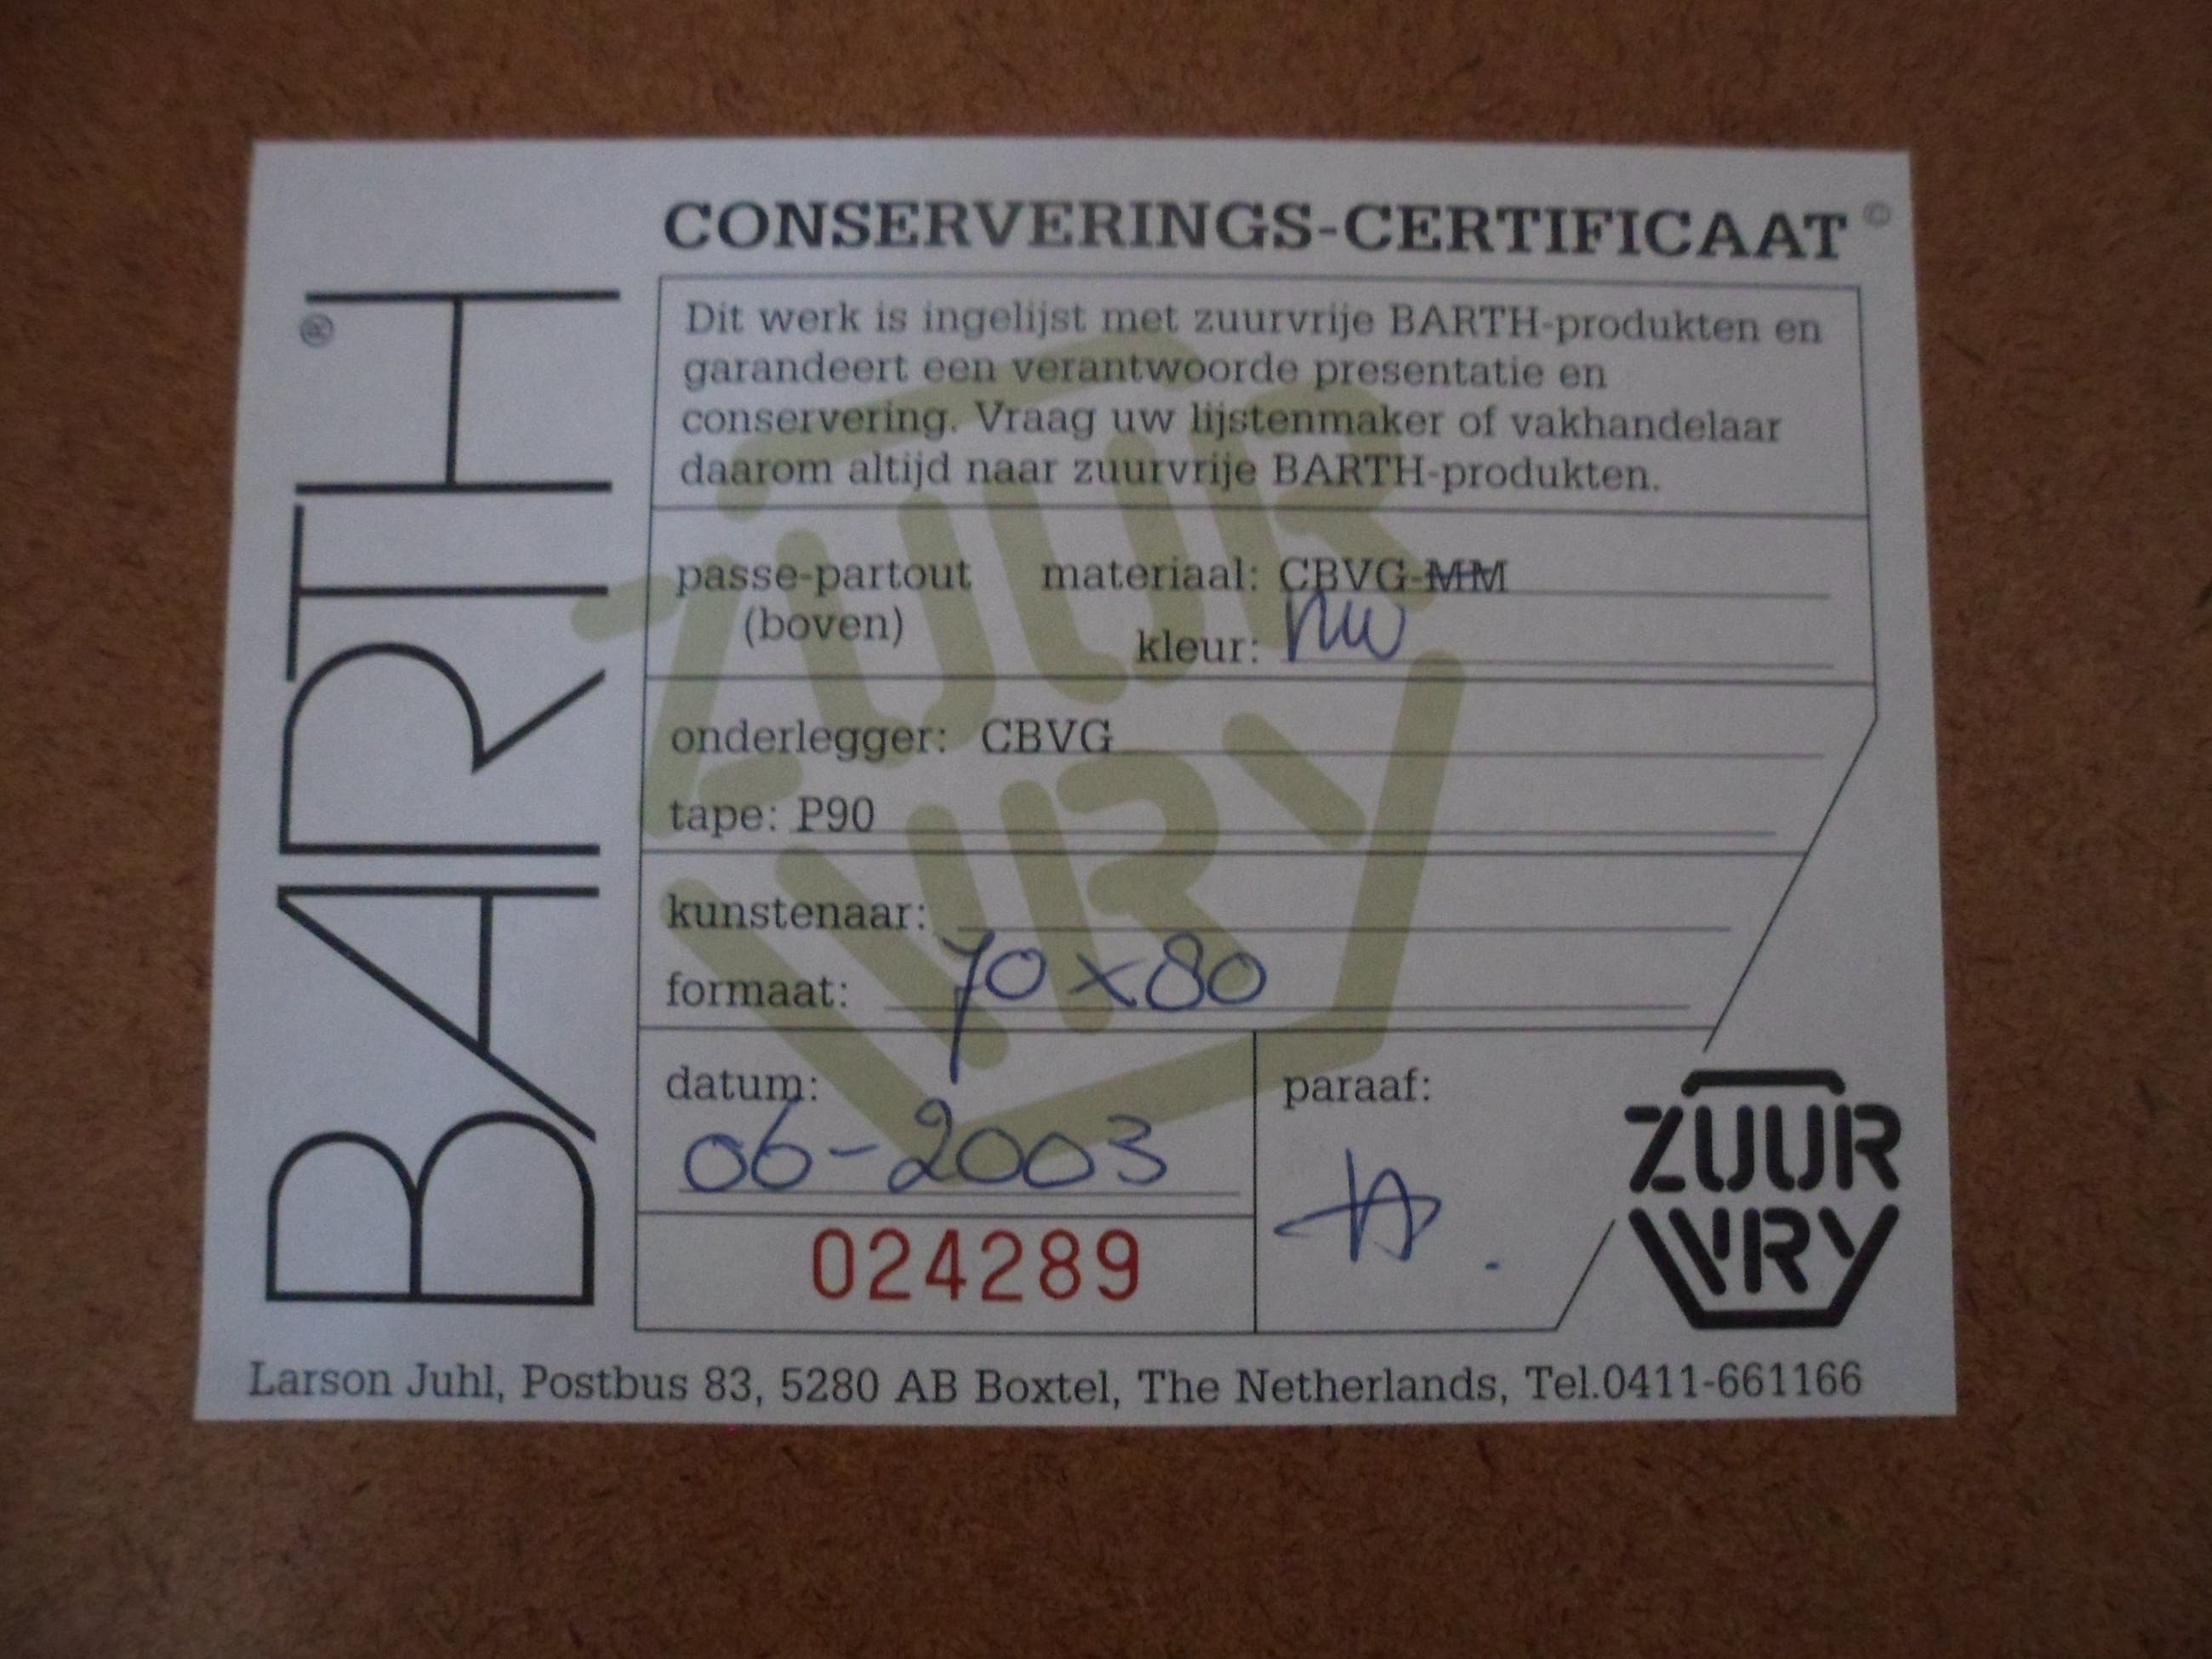 CONSERVERINGS-CERTIFICAAT ©
BARTH ®
Dit werk is ingelijst met zuurvrije BARTH-produkten en
garandeert een verantwoorde presentatie en
conservering. Vraag uw lijstenmaker of vakhandelaar
daarom altijd naar zuurvrije BARTH-produkten.
passe-partout materiaal: CBVG-MM
(boven) kleur:
onderlegger: CBVG
tape: P90
kunstenaar:
formaat: 70x80
datum: paraaf:
06-2003
024289
ZUUR
VRY
ZUUR
VRY
Larson Juhl, Postbus 83, 5280 AB Boxtel, The Netherlands, Tel.0411-661166